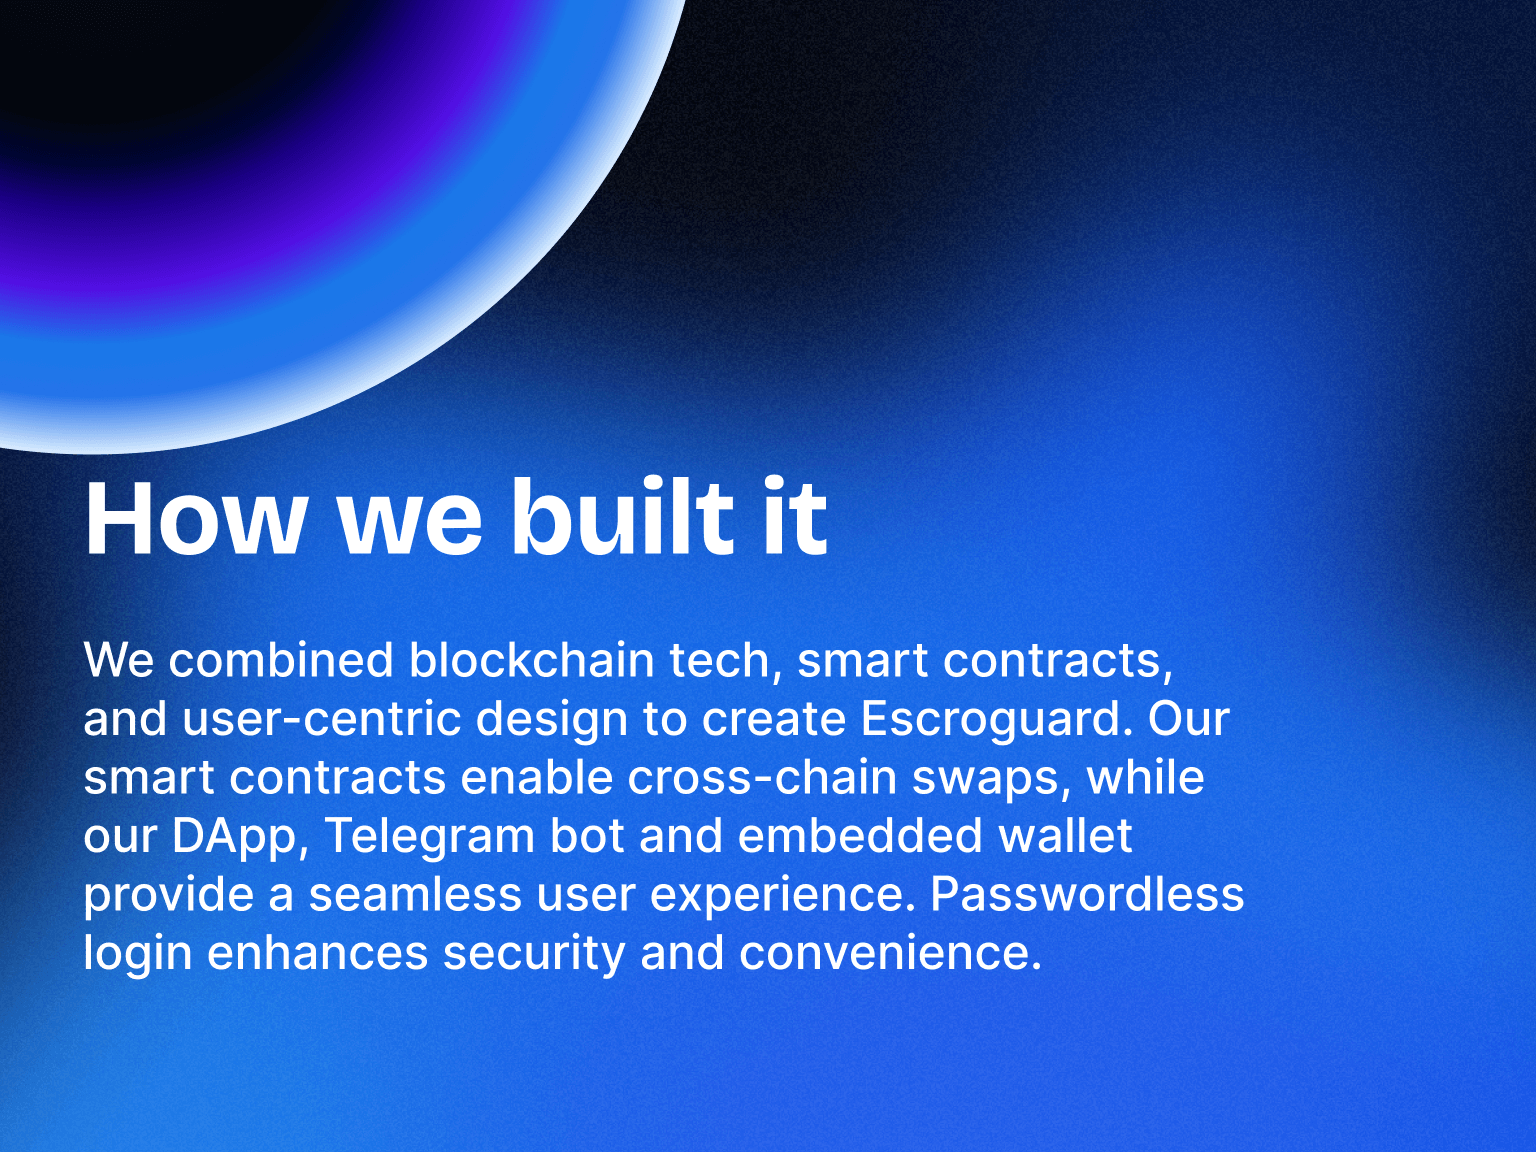 How we built it
We combined blockchain tech, smart contracts,
and user-centric design to create Escroguard. Our
smart contracts enable cross-chain swaps, while
our DApp, Telegram bot and embedded wallet
provide a seamless user experience. Passwordless
login enhances security and convenience.